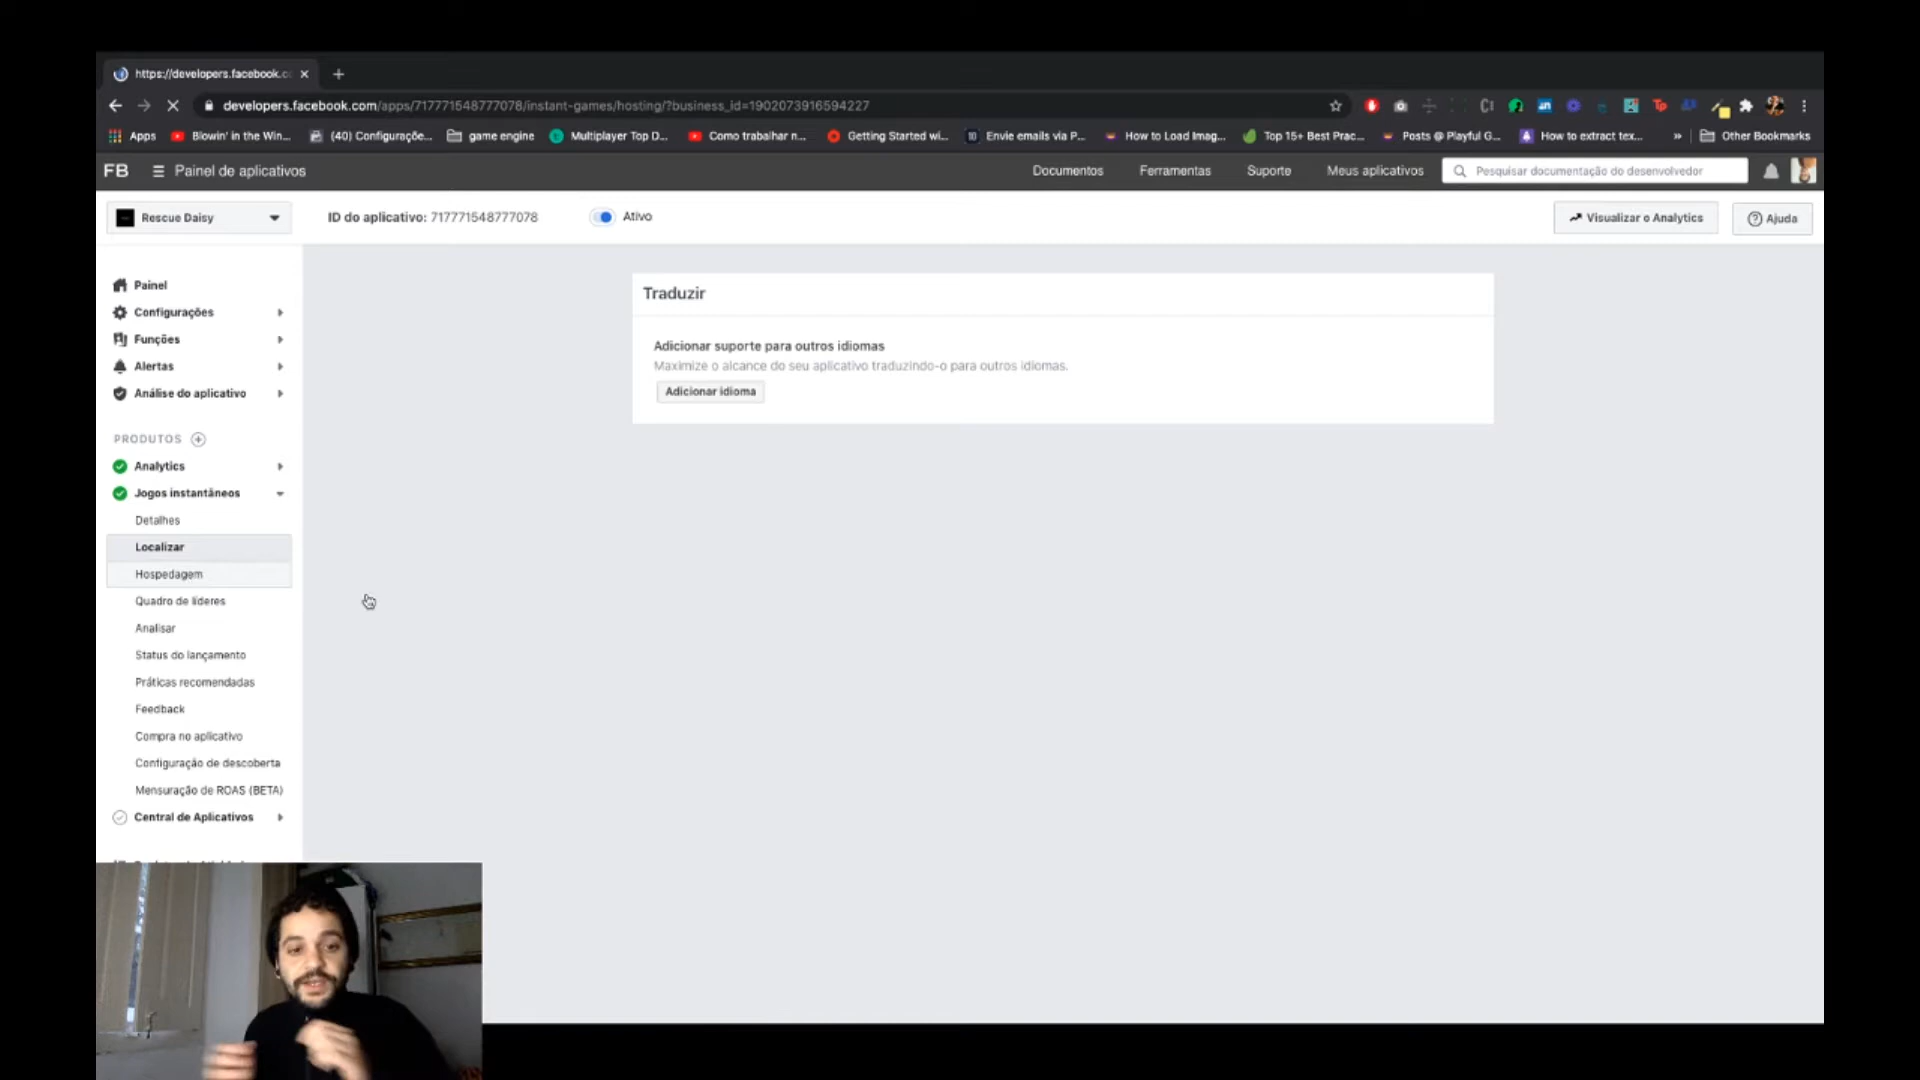 https://developers.facebook.c
developers.facebook.com/apps/717771548777078/instant-games/hosting/?business_id=1902073916594227
Apps Blowin' in the Win... (40) Configuraçõe... game engine Multiplayer Top D... Como trabalhar n... Getting Started wi... Envie emails via P... How to Load Imag... Top 15+ Best Prac... Posts @ Playful G... How to extract tex... » Other Bookmarks
FB Painel de aplicativos Documentos Ferramentas Suporte Meus aplicativos Pesquisar documentação do desenvolvedor
Rescue Daisy ID do aplicativo: 717771548777078 Ativo Visualizar o Analytics Ajuda
Painel
Configurações
Funções
Alertas
Análise do aplicativo
PRODUTOS
Analytics
Jogos instantâneos
Detalhes
Localizar
Hospedagem
Quadro de líderes
Analisar
Status do lançamento
Práticas recomendadas
Feedback
Compra no aplicativo
Configuração de descoberta
Mensuração de ROAS (BETA)
Central de Aplicativos
Traduzir
Adicionar suporte para outros idiomas
Maximize o alcance do seu aplicativo traduzindo-o para outros idiomas.
Adicionar idioma